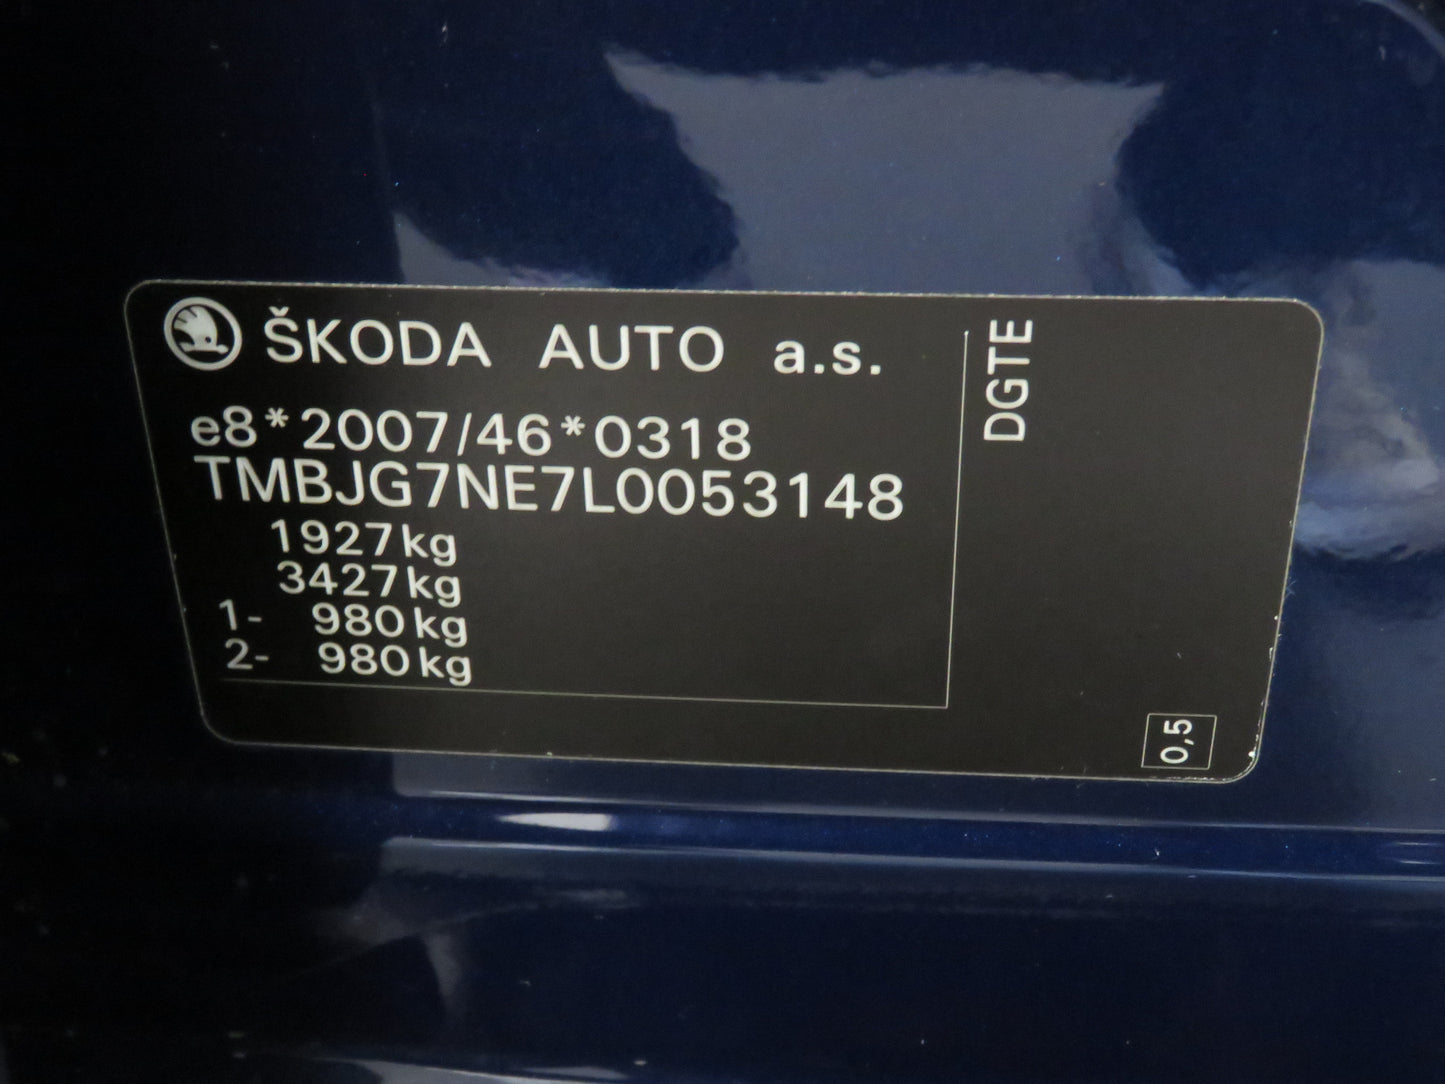 ŠKODA AUTO a.s.
e8*2007/46*0318
TMBJG7NE7L0053148
1927kg
3427kg
1- 980kg
2- 980kg
DGTE
0,5